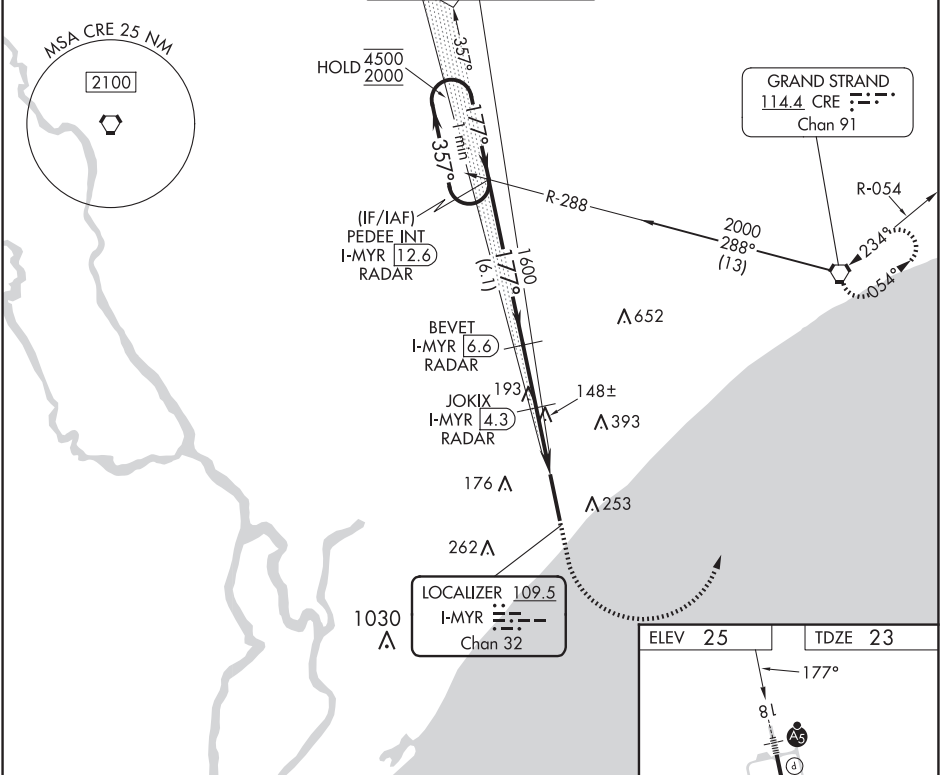 MSA CRE 25 NM
2100
HOLD 4500
2000
357°
177°
1 min
357°
GRAND STRAND
114.4 CRE
Chan 91
R-054
R-288
2000
288°
(13)
234°
054°
(IF/IAF)
PEDEE INT
I-MYR 12.6
RADAR
1600
177°
(6.1)
652
BEVET
I-MYR 6.6
RADAR
193
148±
JOKIX
I-MYR 4.3
RADAR
393
176
253
262
LOCALIZER 109.5
I-MYR
Chan 32
1030
ELEV 25
TDZE 23
177°
18
A5